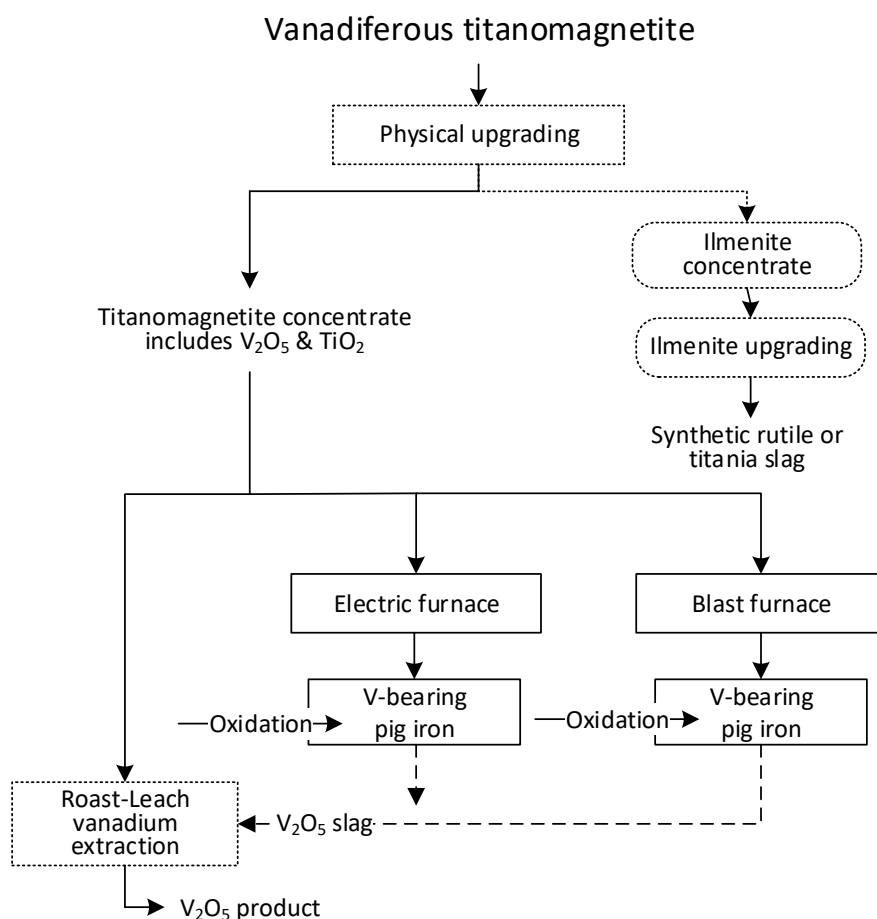 Vanadiferous titanomagnetite
Physical upgrading
Ilmenite
concentrate
Titanomagnetite concentrate
includes V₂O₅ & TiO₂
Ilmenite upgrading
Synthetic rutile or
titania slag
Electric furnace
Blast furnace
V-bearing
pig iron
Oxidation
V-bearing
pig iron
Oxidation
Roast-Leach
vanadium
extraction
V₂O₅ slag
V₂O₅ product